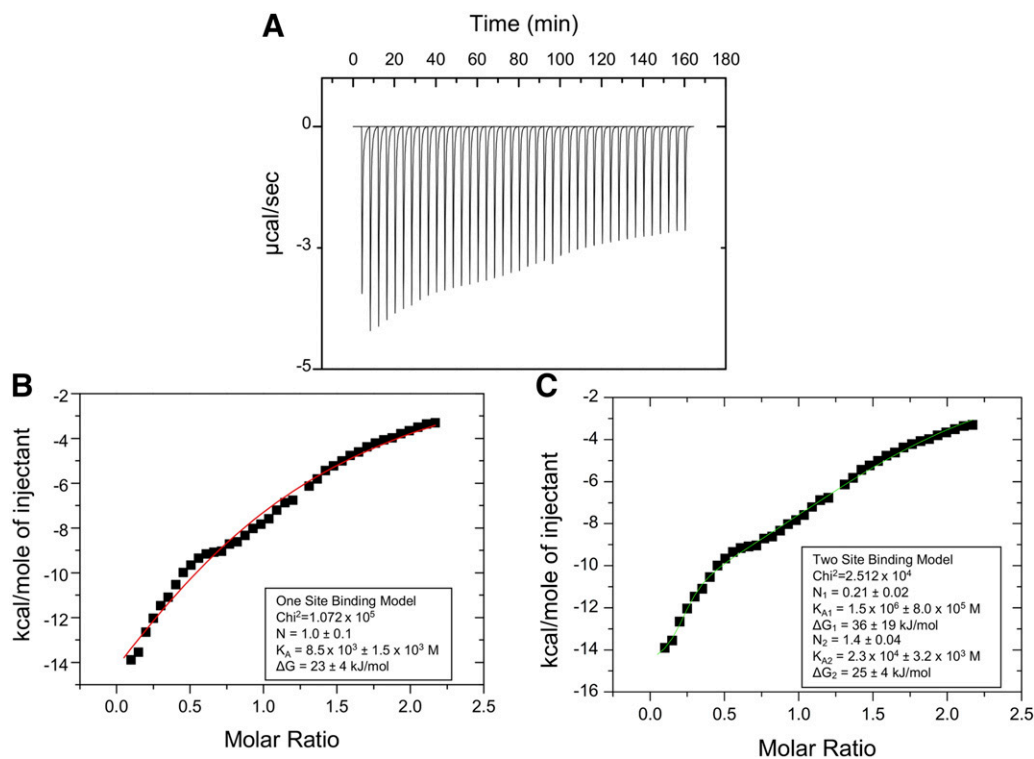 A
Time (min)
0 20 40 60 80 100 120 140 160 180
0
-3
-5
μcal/sec
B
-2
-4
-6
-8
-10
-12
-14
kcal/mole of injectant
One Site Binding Model
Chi²=1.072 x 10⁵
N = 1.0 ± 0.1
K_A = 8.5 x 10³ ± 1.5 x 10³ M
ΔG = 23 ± 4 kJ/mol
0.0 0.5 1.0 1.5 2.0 2.5
Molar Ratio
C
-2
-4
-6
-8
-10
-12
-14
-16
kcal/mole of injectant
Two Site Binding Model
Chi²=2.512 x 10⁴
N₁ = 0.21 ± 0.02
K_A1 = 1.5 x 10⁶ ± 8.0 x 10⁵ M
ΔG₁ = 36 ± 19 kJ/mol
N₂ = 1.4 ± 0.04
K_A2 = 2.3 x 10⁴ ± 3.2 x 10³ M
ΔG₂ = 25 ± 4 kJ/mol
0.0 0.5 1.0 1.5 2.0 2.5
Molar Ratio